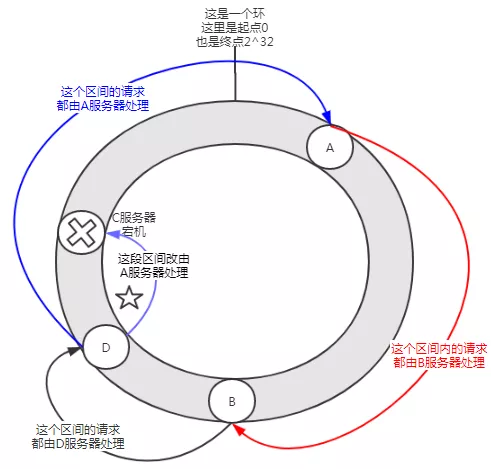 这是一个环
这里是起点0
也是终点2^32
这个区间的请求
都由A服务器处理
A
C服务器
宕机
这段区间改由
A服务器处理
D
这个区间内的请求
都由B服务器处理
B
这个区间的请求
都由D服务器处理